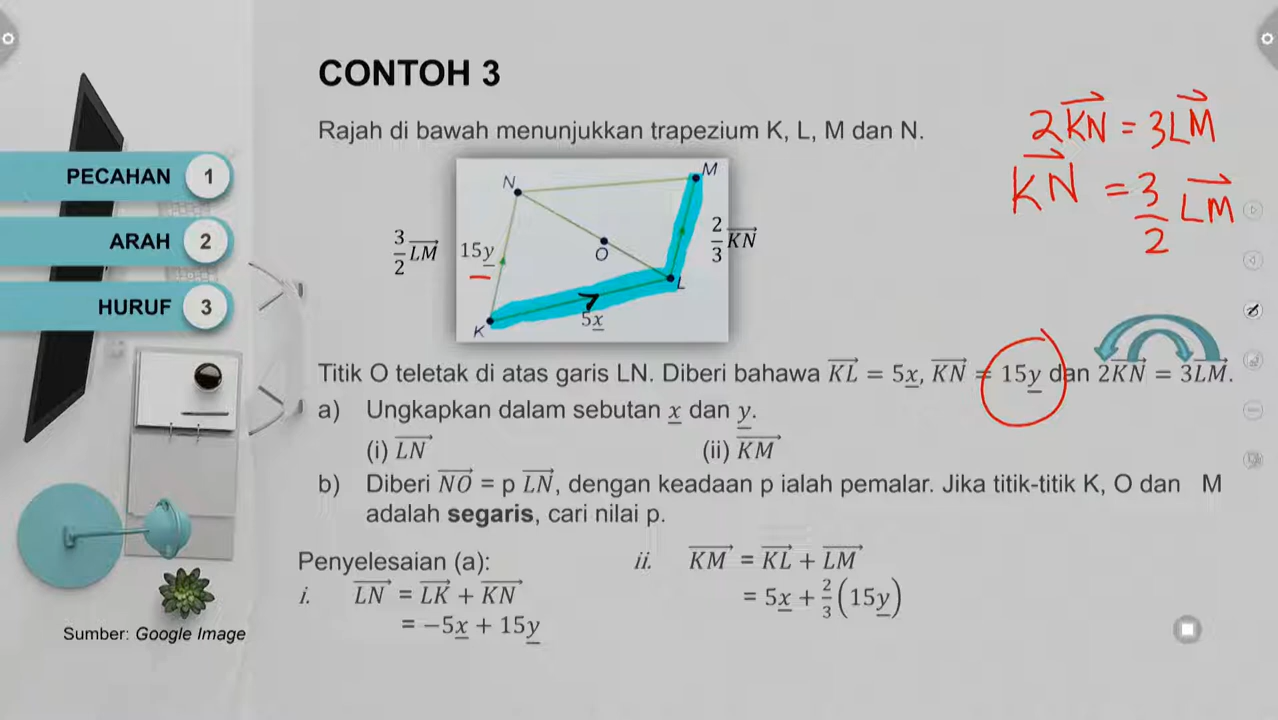 CONTOH 3
Rajah di bawah menunjukkan trapezium K, L, M dan N.
2KN = 3LM
KN = 3/2 LM
PECAHAN 1
ARAH 2
HURUF 3
N
M
3/2 LM
15y
O
2/3 KN
L
K
5x
Titik O teletak di atas garis LN. Diberi bahawa KL = 5x, KN = 15y dan 2KN = 3LM.
a) Ungkapkan dalam sebutan x dan y.
(i) LN (ii) KM
b) Diberi NO = p LN, dengan keadaan p ialah pemalar. Jika titik-titik K, O dan M
adalah segaris, cari nilai p.
Penyelesaian (a):
i. LN = LK + KN
= −5x + 15y
ii. KM = KL + LM
= 5x + 2/3 (15y)
Sumber: Google Image